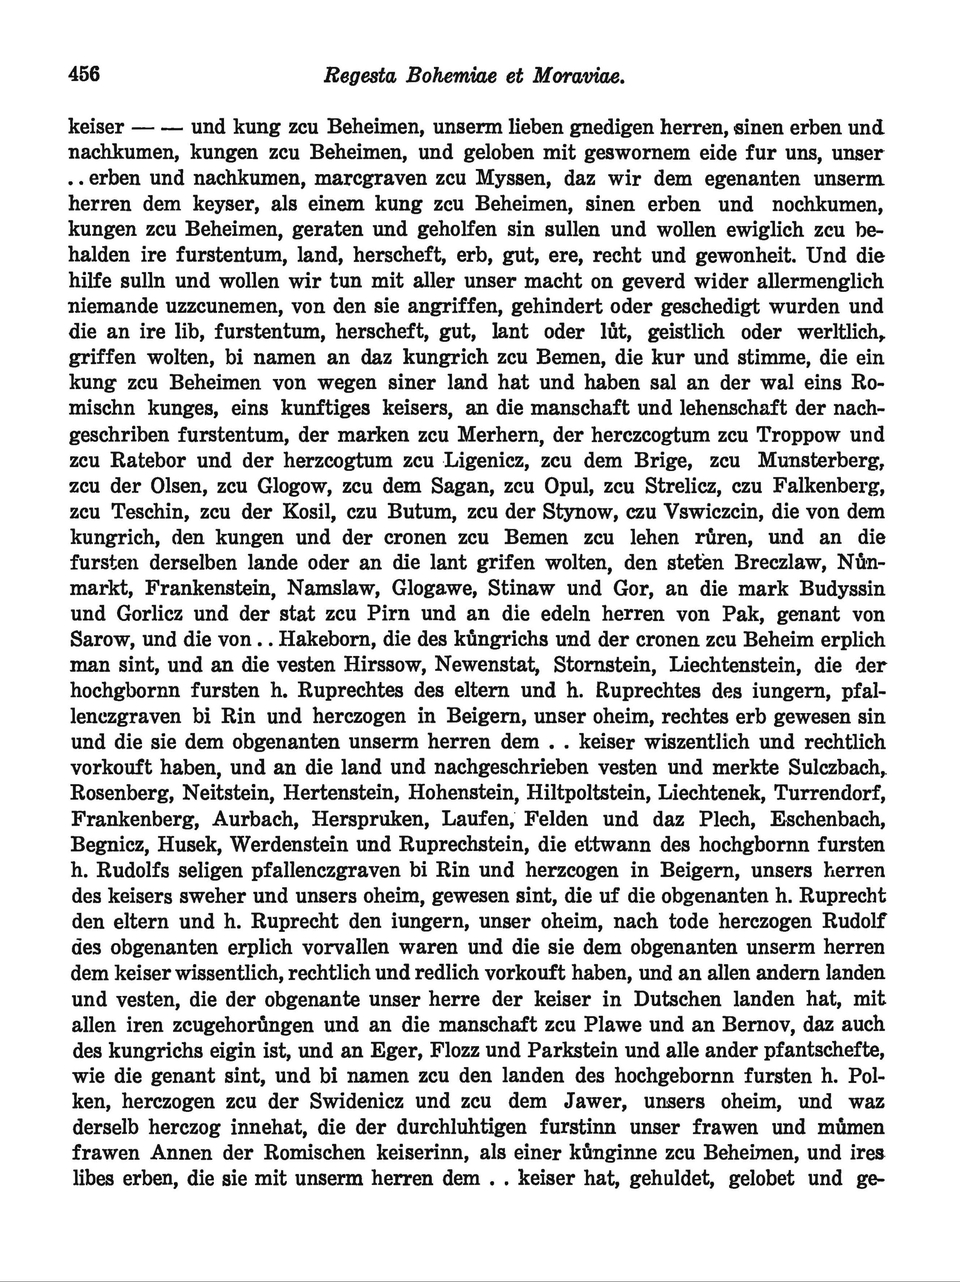 456 Regesta Bohemiae et Moraviae.
keiser — — und kung zcu Beheimen, unserm lieben gnedigen herren, sinen erben und
nachkumen, kungen zcu Beheimen, und geloben mit geswornem eide fur uns, unser
. . erben und nachkumen, marcgraven zcu Myssen, daz wir dem egenanten unserm
herren dem keyser, als einem kung zcu Beheimen, sinen erben und nochkumen,
kungen zcu Beheimen, geraten und geholfen sin sullen und wollen ewiglich zcu be-
halden ire furstentum, land, herscheft, erb, gut, ere, recht und gewonheit. Und die
hilfe sulln und wollen wir tun mit aller unser macht on geverd wider allermenglich
niemande uzzcunemen, von den sie angriffen, gehindert oder geschedigt wurden und
die an ire lib, furstentum, herscheft, gut, lant oder lůt, geistlich oder werltlich,
griffen wolten, bi namen an daz kungrich zcu Bemen, die kur und stimme, die ein
kung zcu Beheimen von wegen siner land hat und haben sal an der wal eins Ro-
mischn kunges, eins kunftiges keisers, an die manschaft und lehenschaft der nach-
geschriben furstentum, der marken zcu Merhern, der herczcogtum zcu Troppow und
zcu Ratebor und der herzcogtum zcu Ligenicz, zcu dem Brige, zcu Munsterberg,
zcu der Olsen, zcu Glogow, zcu dem Sagan, zcu Opul, zcu Strelicz, czu Falkenberg,
zcu Teschin, zcu der Kosil, czu Butum, zcu der Stynow, czu Vswiczcin, die von dem
kungrich, den kungen und der cronen zcu Bemen zcu lehen růren, und an die
fursten derselben lande oder an die lant grifen wolten, den steten Breczlaw, Nůn-
markt, Frankenstein, Namslaw, Glogawe, Stinaw und Gor, an die mark Budyssin
und Gorlicz und der stat zcu Pirn und an die edeln herren von Pak, genant von
Sarow, und die von . . Hakeborn, die des kůngrichs und der cronen zcu Beheim erplich
man sint, und an die vesten Hirssow, Newenstat, Stornstein, Liechtenstein, die der
hochgbornn fursten h. Ruprechtes des eltern und h. Ruprechtes des iungern, pfal-
lenczgraven bi Rin und herczogen in Beigern, unser oheim, rechtes erb gewesen sin
und die sie dem obgenanten unserm herren dem . . keiser wiszentlich und rechtlich
vorkouft haben, und an die land und nachgeschrieben vesten und merkte Sulczbach,
Rosenberg, Neitstein, Hertenstein, Hohenstein, Hiltpoltstein, Liechtenek, Turrendorf,
Frankenberg, Aurbach, Herspruken, Laufen, Felden und daz Plech, Eschenbach,
Begnicz, Husek, Werdenstein und Ruprechstein, die ettwann des hochgbornn fursten
h. Rudolfs seligen pfallenczgraven bi Rin und herzcogen in Beigern, unsers herren
des keisers sweher und unsers oheim, gewesen sint, die uf die obgenanten h. Ruprecht
den eltern und h. Ruprecht den iungern, unser oheim, nach tode herczogen Rudolf
des obgenanten erplich vorvallen waren und die sie dem obgenanten unserm herren
dem keiser wissentlich, rechtlich und redlich vorkouft haben, und an allen andern landen
und vesten, die der obgenante unser herre der keiser in Dutschen landen hat, mit
allen iren zcugehorůngen und an die manschaft zcu Plawe und an Bernov, daz auch
des kungrichs eigin ist, und an Eger, Flozz und Parkstein und alle ander pfantschefte,
wie die genant sint, und bi namen zcu den landen des hochgebornn fursten h. Pol-
ken, herczogen zcu der Swidenicz und zcu dem Jawer, unsers oheim, und waz
derselb herczog innehat, die der durchluhtigen furstinn unser frawen und můmen
frawen Annen der Romischen keiserinn, als einer kůnginne zcu Beheimen, und ires
libes erben, die sie mit unserm herren dem . . keiser hat, gehuldet, gelobet und ge-